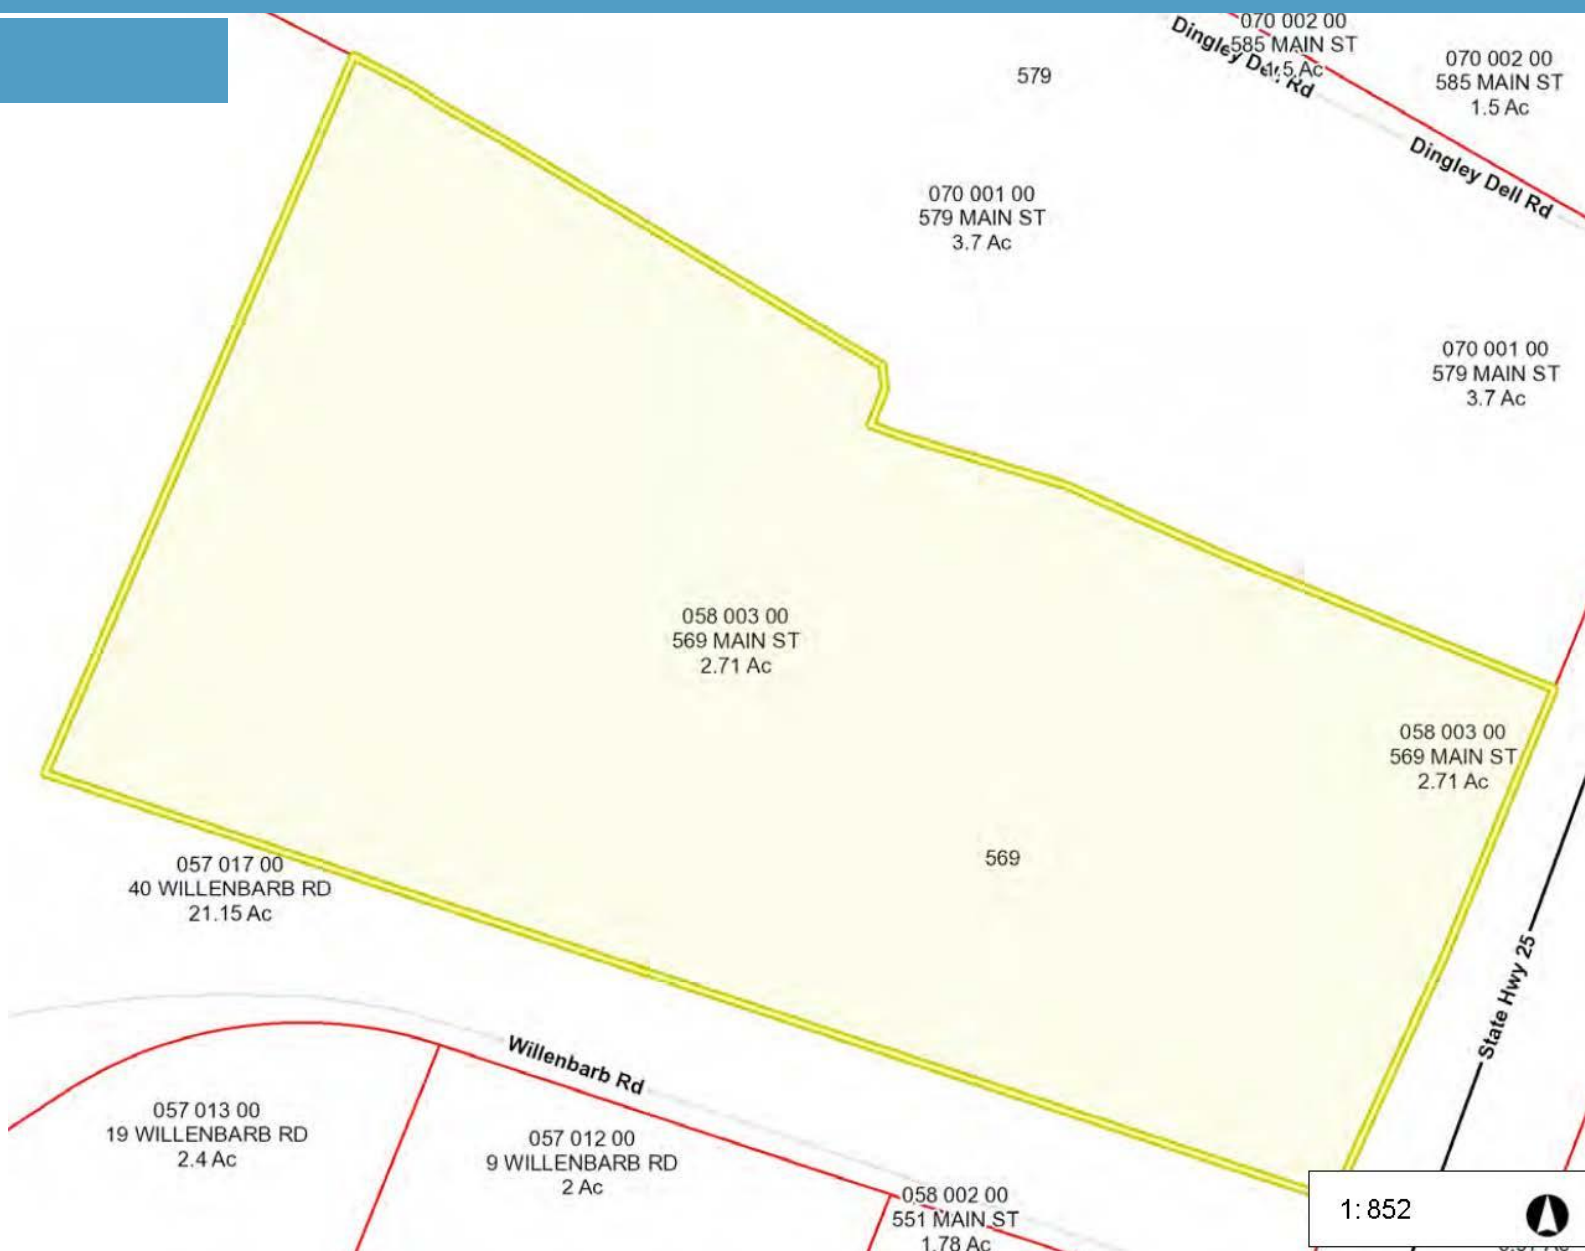 070 002 00
585 MAIN ST
1.5 Ac
Dingley Dell Rd
070 002 00
585 MAIN ST
1.5 Ac
579
Dingley Dell Rd
070 001 00
579 MAIN ST
3.7 Ac
070 001 00
579 MAIN ST
3.7 Ac
058 003 00
569 MAIN ST
2.71 Ac
058 003 00
569 MAIN ST
2.71 Ac
569
057 017 00
40 WILLENBARB RD
21.15 Ac
State Hwy 25
Willenbarb Rd
057 013 00
19 WILLENBARB RD
2.4 Ac
057 012 00
9 WILLENBARB RD
2 Ac
058 002 00
551 MAIN ST
1.78 Ac
1: 852